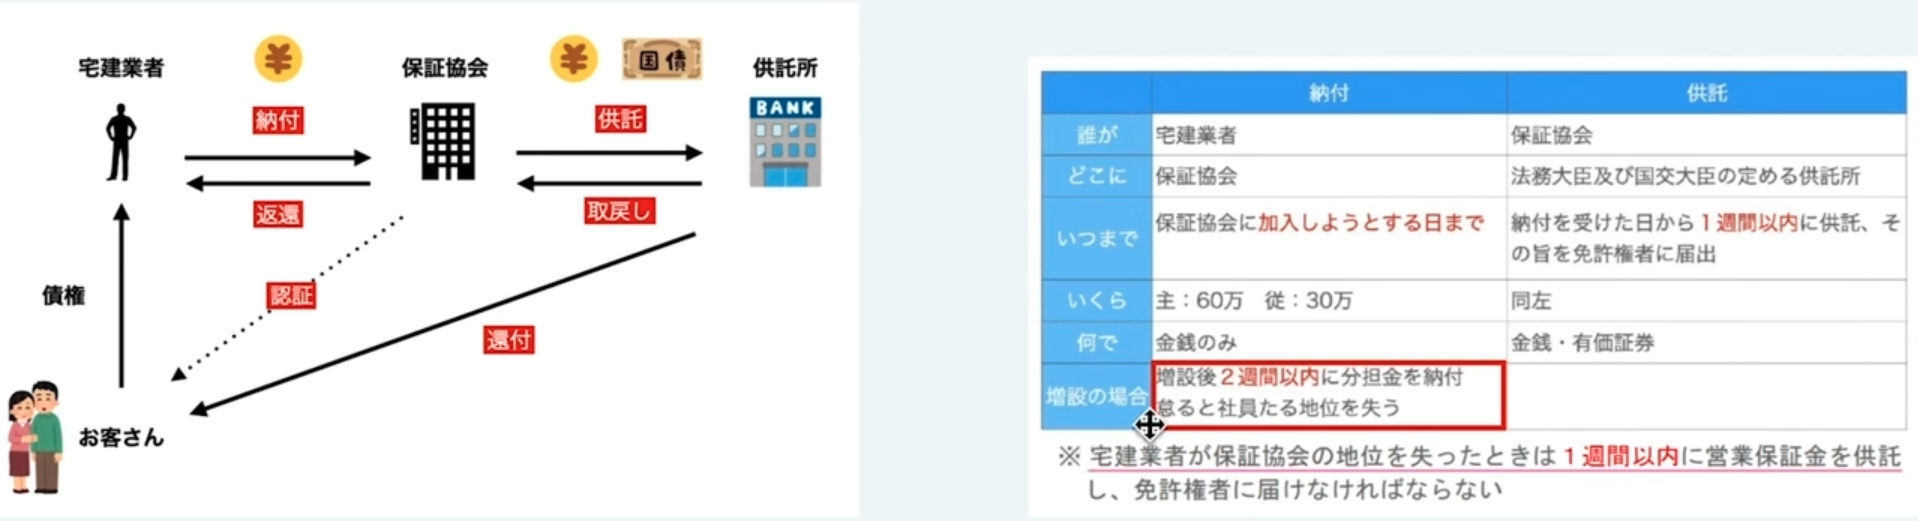 宅建業者
保証協会
国債
供託所
BANK
納付
供託
返還
取戻し
認証
債権
還付
お客さん
納付 供託
誰が 宅建業者 保証協会
どこに 保証協会 法務大臣及び国交大臣の定める供託所
いつまで 保証協会に加入しようとする日まで 納付を受けた日から1週間以内に供託、そ
の旨を免許権者に届出
いくら 主：60万 従：30万 同左
何で 金銭のみ 金銭・有価証券
増設の場合 増設後2週間以内に分担金を納付
怠ると社員たる地位を失う
※ 宅建業者が保証協会の地位を失ったときは1週間以内に営業保証金を供託
し、免許権者に届けなければならない